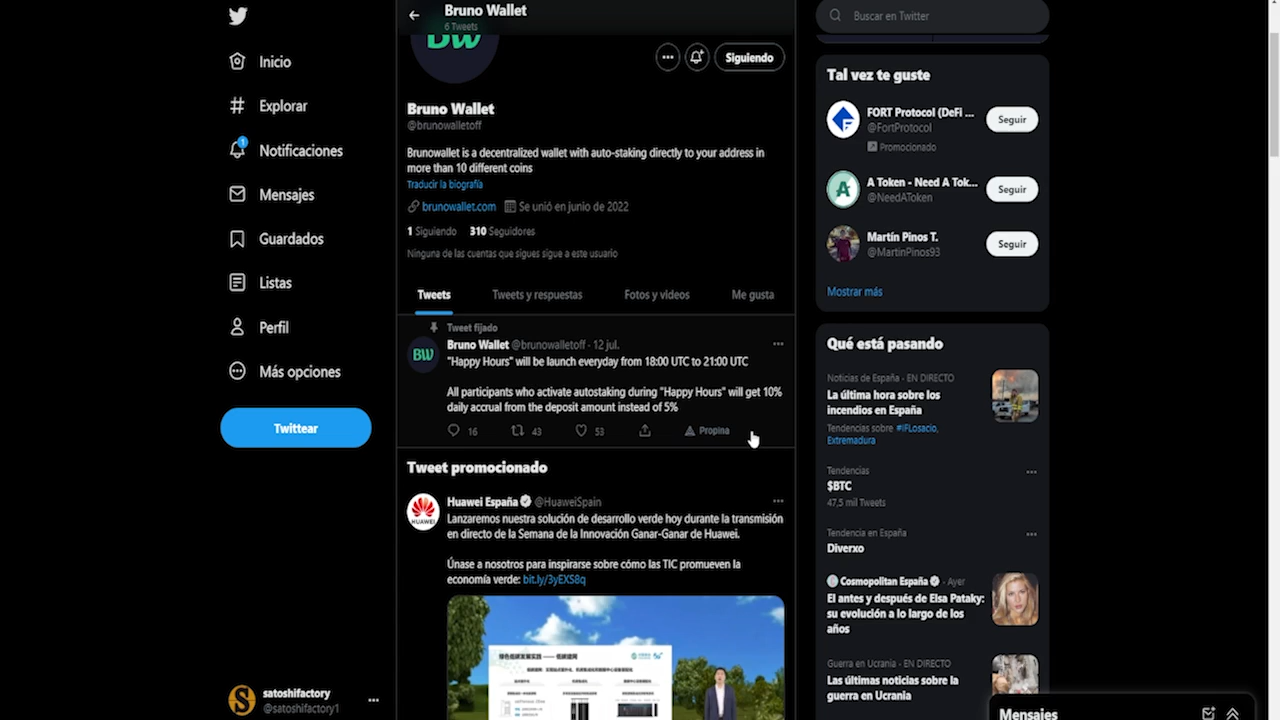 Inicio
Explorar
1
Notificaciones
Mensajes
Guardados
Listas
Perfil
Más opciones
Twittear
satoshifactory
@satoshifactory1
Bruno Wallet
6 Tweets
BW
Siguiendo
Bruno Wallet
@brunowalletoff
Brunowallet is a decentralized wallet with auto-staking directly to your address in
more than 10 different coins
Traducir la biografía
brunowallet.com Se unió en junio de 2022
1 Siguiendo 310 Seguidores
Ninguna de las cuentas que sigues sigue a este usuario
Tweets Tweets y respuestas Fotos y videos Me gusta
Tweet fijado
BW
Bruno Wallet @brunowalletoff · 12 jul.
"Happy Hours" will be launch everyday from 18:00 UTC to 21:00 UTC
All participants who activate autostaking during "Happy Hours" will get 10%
daily accrual from the deposit amount instead of 5%
16 43 53 Propina
Tweet promocionado
HUAWEI
Huawei España @HuaweiSpain
Lanzaremos nuestra solución de desarrollo verde hoy durante la transmisión
en directo de la Semana de la Innovación Ganar-Ganar de Huawei.
Únase a nosotros para inspirarse sobre cómo las TIC promueven la
economía verde: bit.ly/3yEXS8q
Buscar en Twitter
Tal vez te guste
FORT Protocol (DeFi ...
@FortProtocol
Seguir
Promocionado
A Token - Need A Tok...
@NeedAToken
Seguir
Martín Pinos T.
@MartinPinos93
Seguir
Mostrar más
Qué está pasando
Noticias de España · EN DIRECTO
La última hora sobre los
incendios en España
Tendencias sobre #IFLosacio,
Extremadura
Tendencias
$BTC
47,5 mil Tweets
Tendencia en España
Diverxo
Cosmopolitan España · Ayer
El antes y después de Elsa Pataky:
su evolución a lo largo de los
años
Guerra en Ucrania · EN DIRECTO
Las últimas noticias sobre la
guerra en Ucrania
Mensajes